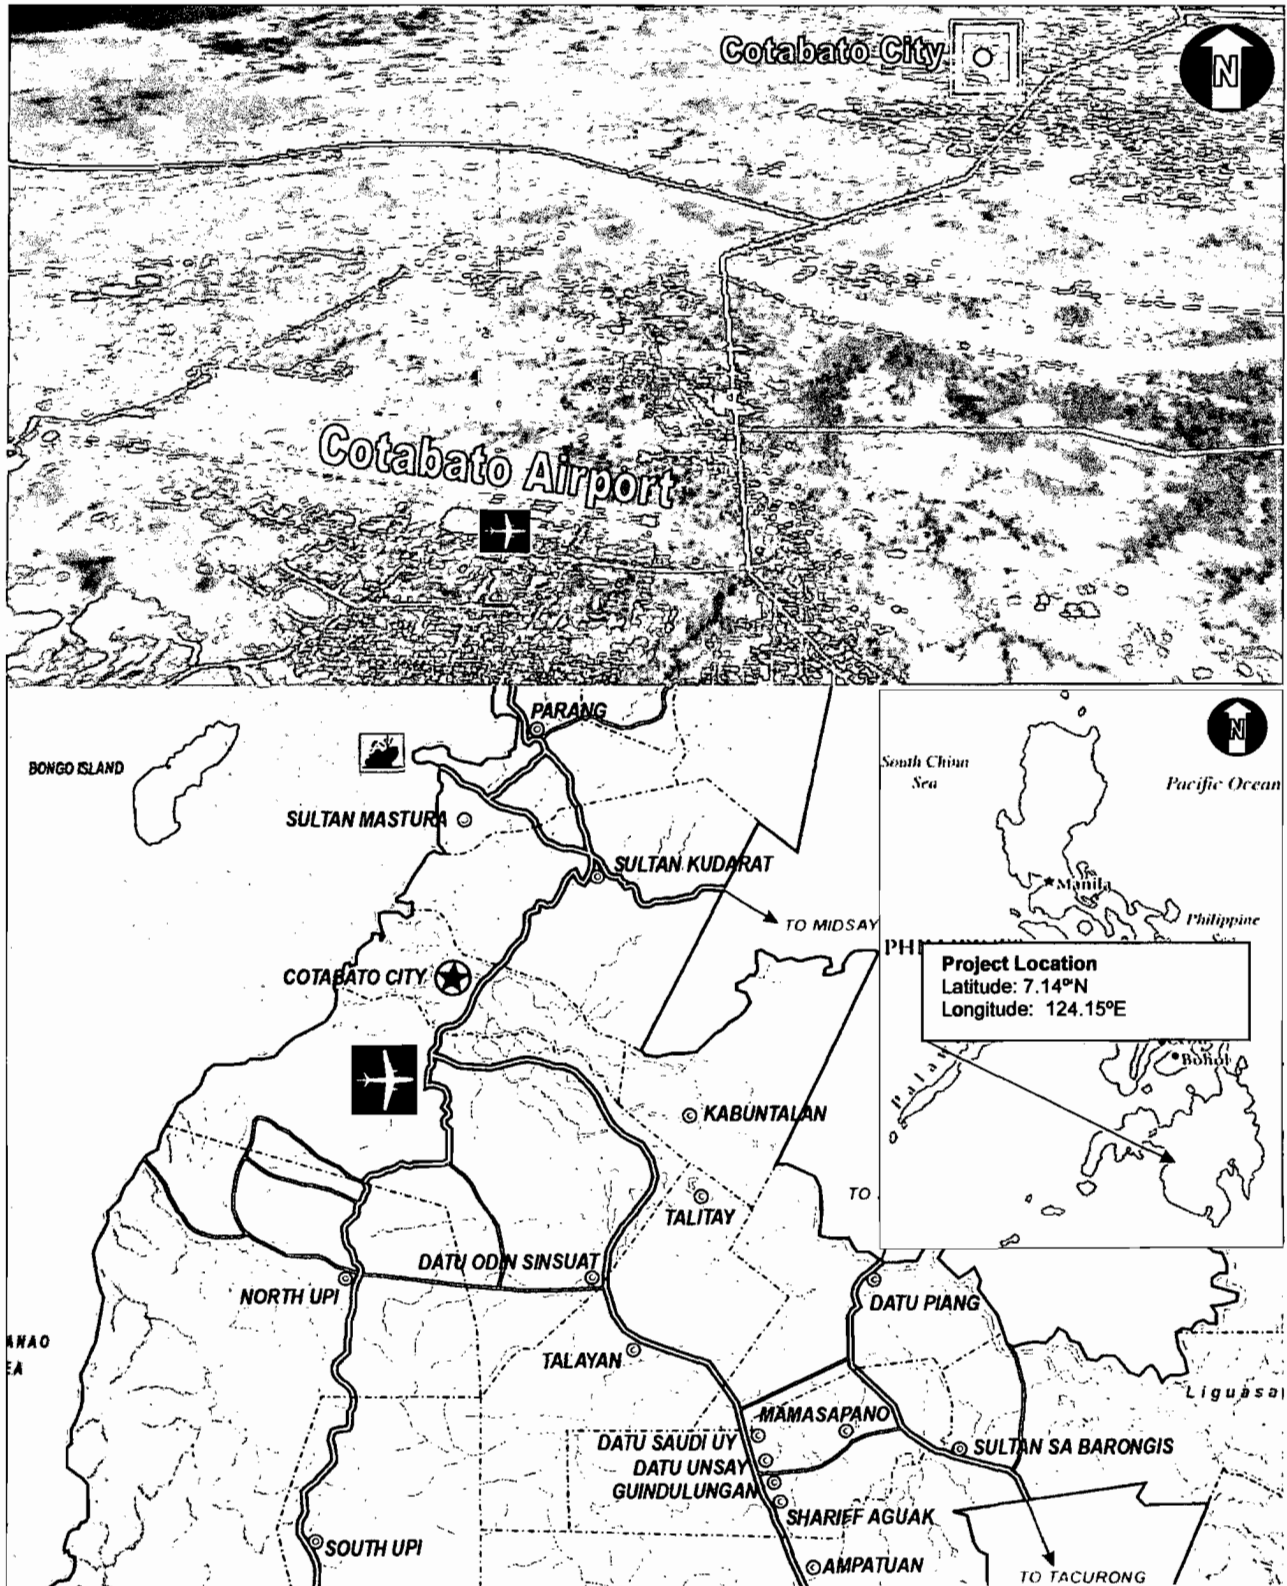 Cotabato City
N
Cotabato Airport
PARANG
BONGO ISLAND
SULTAN MASTURA
SULTAN KUDARAT
TO MIDSAY
COTABATO CITY
KABUNTALAN
TALITAY
TO
DATU ODIN SINSUAT
NORTH UPI
DATU PIANG
TALAYAN
Liguasa
MAMASAPANO
DATU SAUDI UY
SULTAN SA BARONGIS
DATU UNSAY
GUINDULUNGAN
SHARIFF AGUAK
SOUTH UPI
AMPATUAN
TO TACURONG
N
South China
Sea
Pacific Ocean
Manila
Philippine
Project Location
Latitude: 7.14ºN
Longitude: 124.15ºE
Bohol